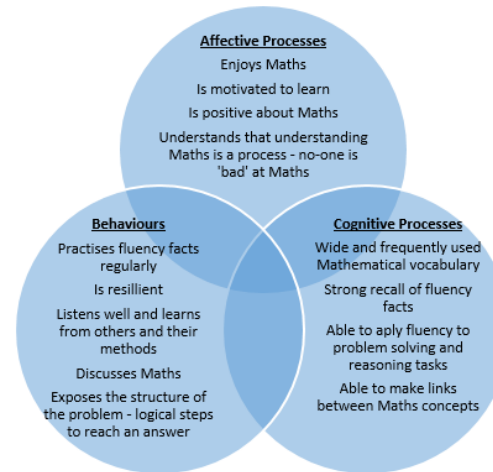 Affective Processes
Enjoys Maths
Is motivated to learn
Is positive about Maths
Understands that understanding
Maths is a process - no-one is
'bad' at Maths
Behaviours
Practises fluency facts
regularly
Is resillient
Listens well and learns
from others and their
methods
Discusses Maths
Exposes the structure of
the problem - logical steps
to reach an answer
Cognitive Processes
Wide and frequently used
Mathematical vocabulary
Strong recall of fluency
facts
Able to aply fluency to
problem solving and
reasoning tasks
Able to make links
between Maths concepts